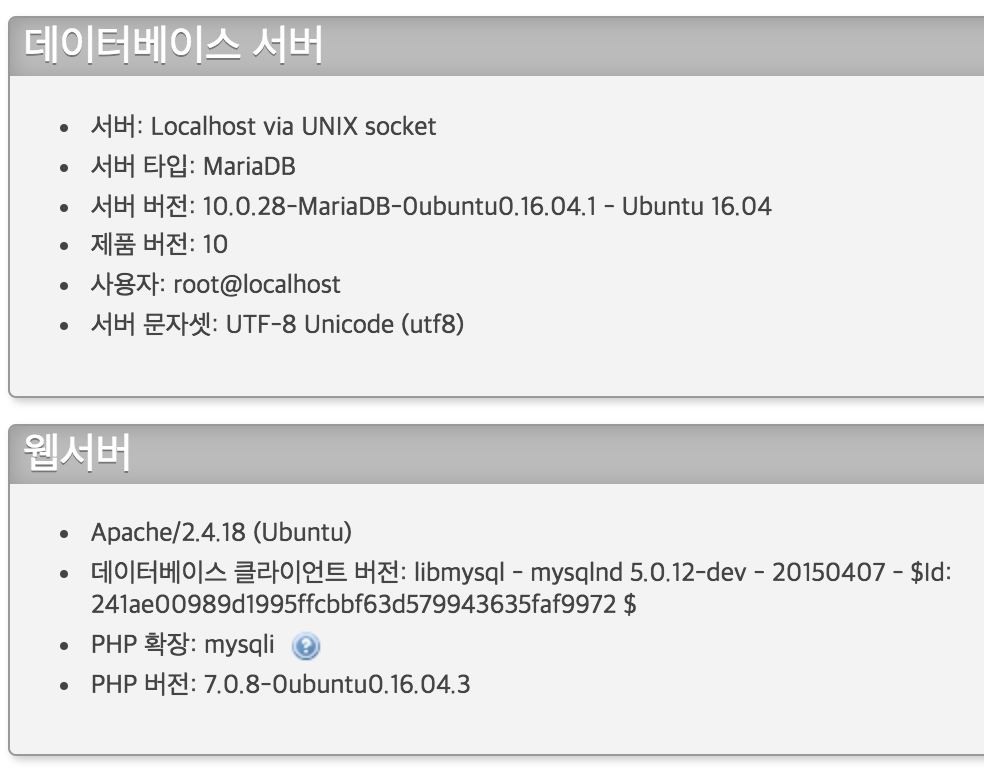 데이터베이스 서버
서버: Localhost via UNIX socket
서버 타입: MariaDB
서버 버전: 10.0.28-MariaDB-0ubuntu0.16.04.1 - Ubuntu 16.04
제품 버전: 10
사용자: root@localhost
서버 문자셋: UTF-8 Unicode (utf8)
웹서버
Apache/2.4.18 (Ubuntu)
데이터베이스 클라이언트 버전: libmysql - mysqlnd 5.0.12-dev - 20150407 - $Id:
241ae00989d1995ffcbbf63d579943635faf9972 $
PHP 확장: mysqli ?
PHP 버전: 7.0.8-0ubuntu0.16.04.3